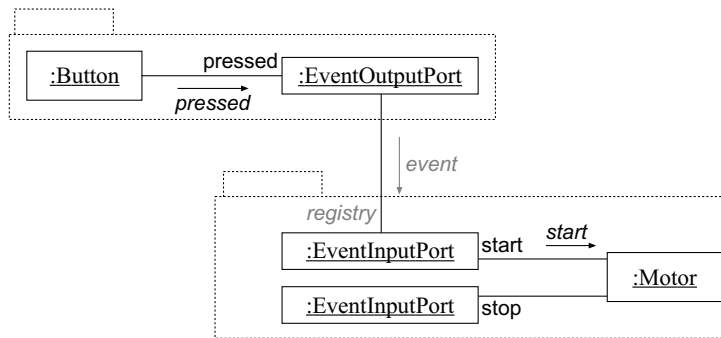 :Button
pressed
:EventOutputPort
pressed
event
registry
:EventInputPort
start
start
:Motor
:EventInputPort
stop